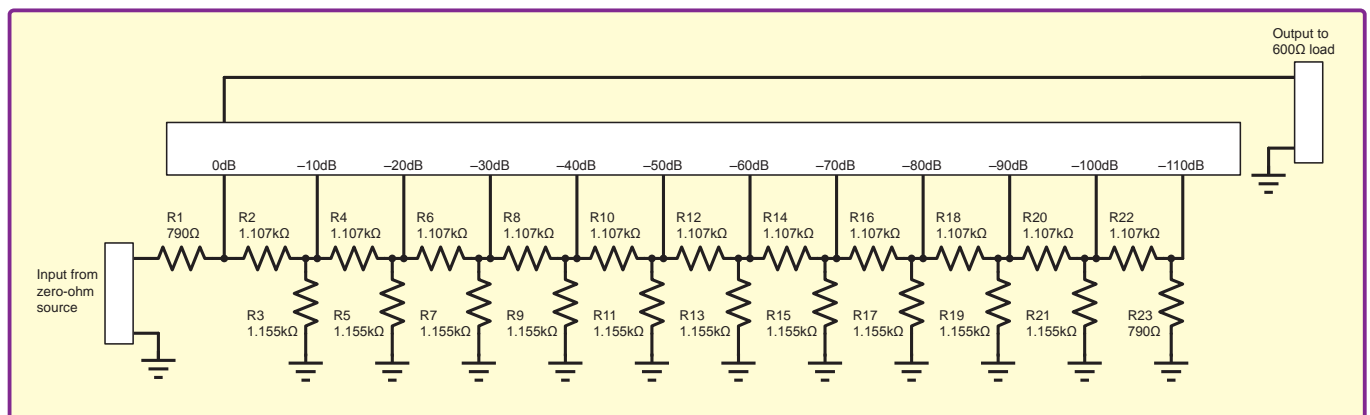 Output to
600Ω load
0dB
–10dB
–20dB
–30dB
–40dB
–50dB
–60dB
–70dB
–80dB
–90dB
–100dB
–110dB
R1
790Ω
R2
1.107kΩ
R4
1.107kΩ
R6
1.107kΩ
R8
1.107kΩ
R10
1.107kΩ
R12
1.107kΩ
R14
1.107kΩ
R16
1.107kΩ
R18
1.107kΩ
R20
1.107kΩ
R22
1.107kΩ
Input from
zero-ohm
source
R3
1.155kΩ
R5
1.155kΩ
R7
1.155kΩ
R9
1.155kΩ
R11
1.155kΩ
R13
1.155kΩ
R15
1.155kΩ
R17
1.155kΩ
R19
1.155kΩ
R21
1.155kΩ
R23
790Ω